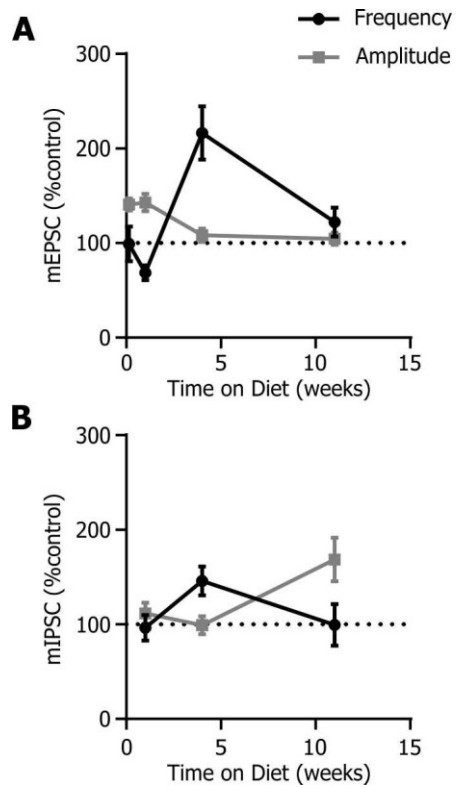 A
Frequency
Amplitude
300
200
100
0
mEPSC (%control)
0 5 10 15
Time on Diet (weeks)
B
300
200
100
0
mIPSC (%control)
0 5 10 15
Time on Diet (weeks)